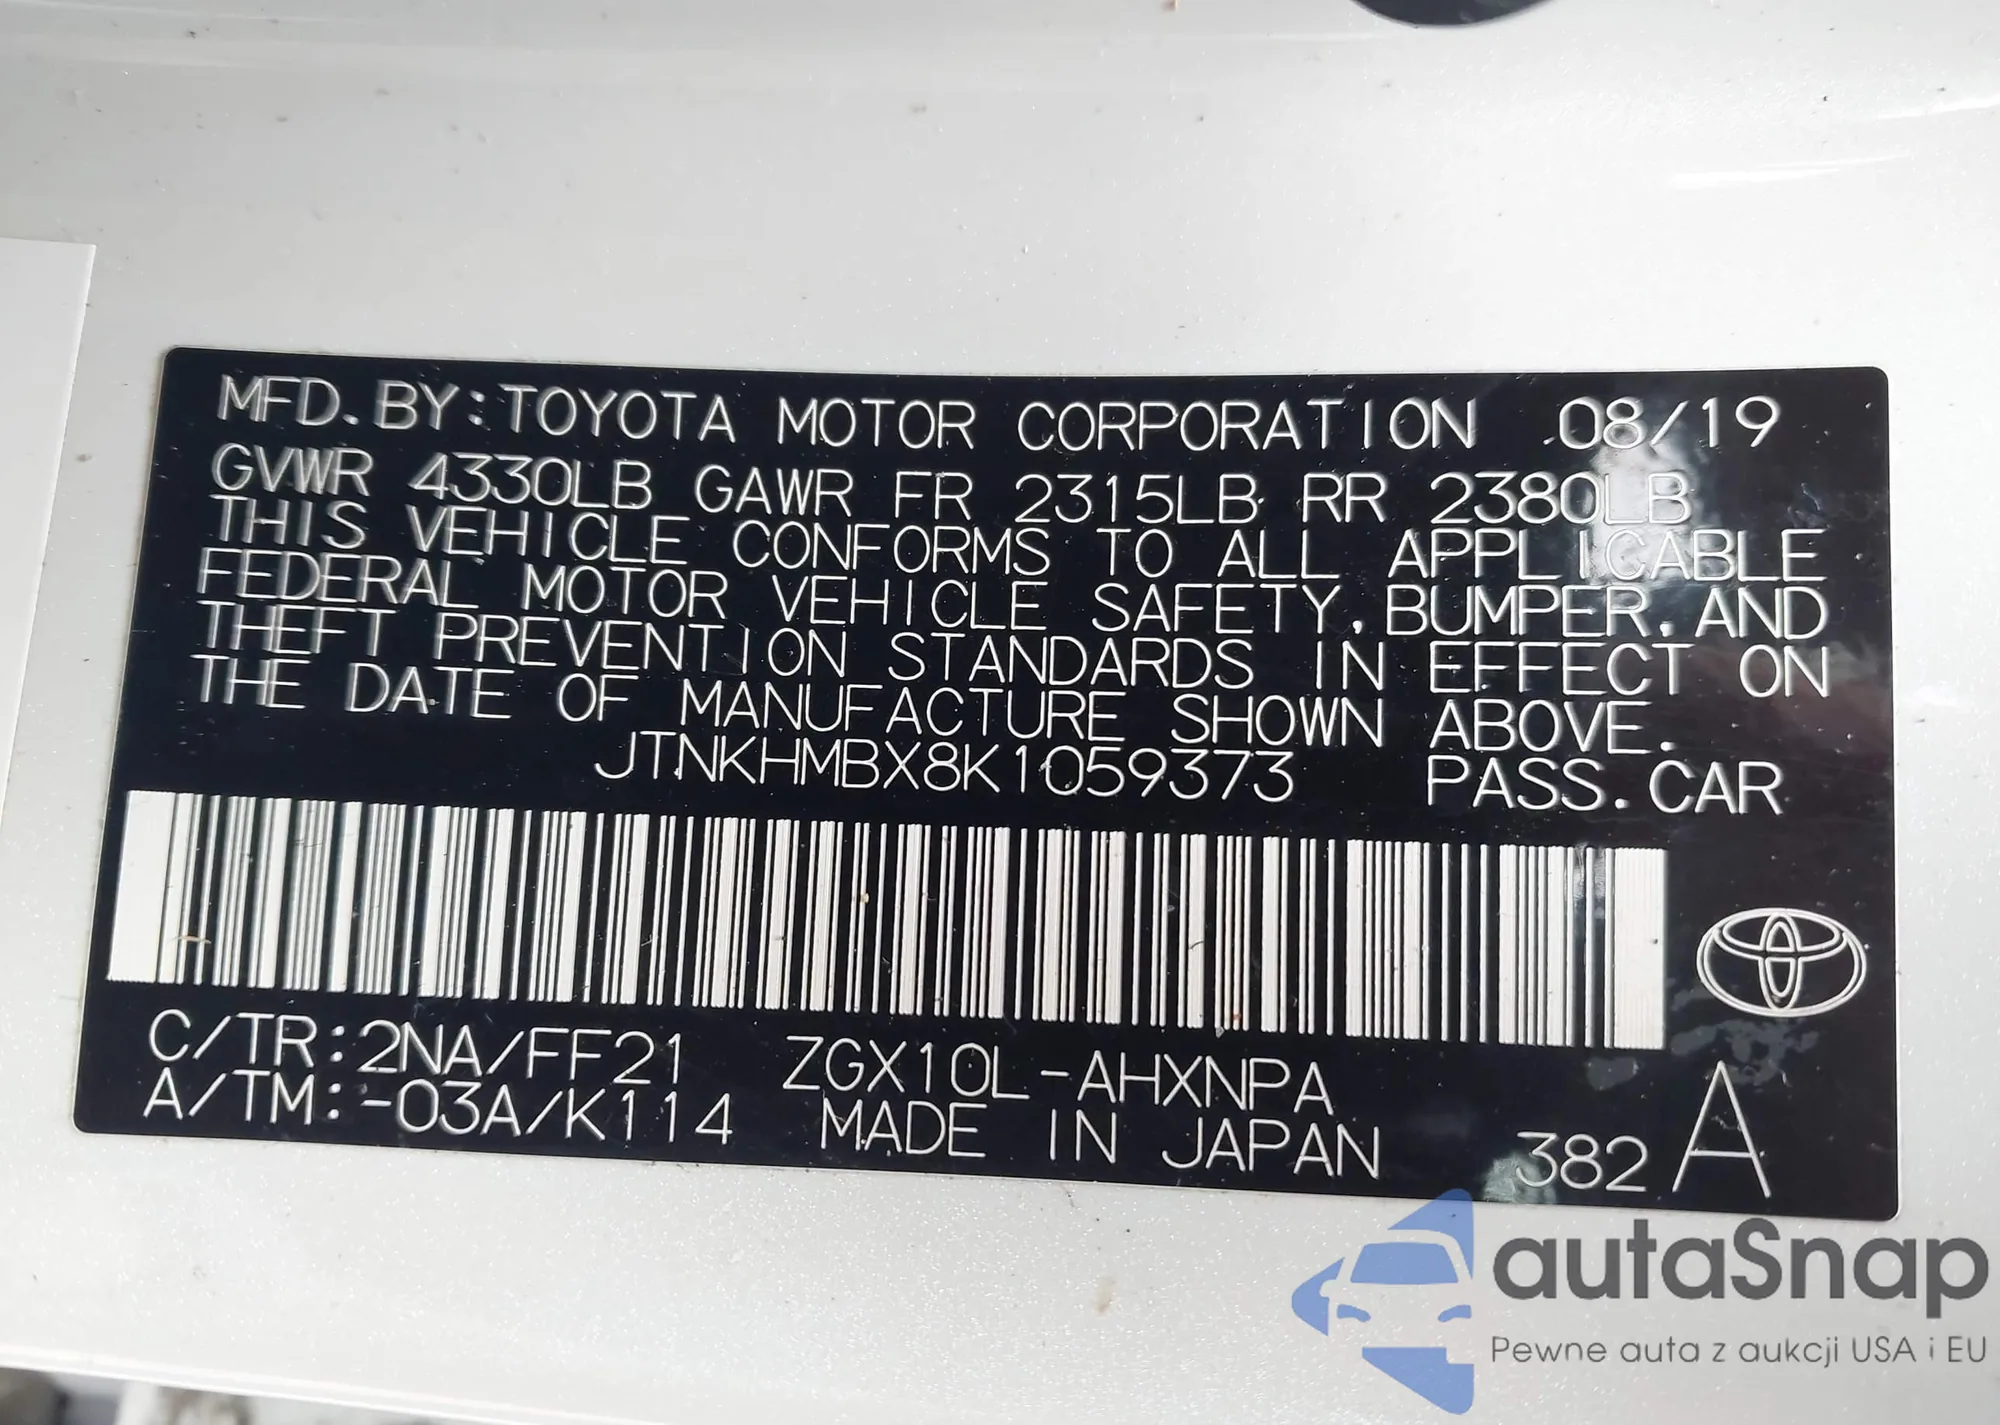 MFD. BY: TOYOTA MOTOR CORPORATION 08/19
GVWR 4330LB GAWR FR 2315LB RR 2380LB
THIS VEHICLE CONFORMS TO ALL APPLICABLE
FEDERAL MOTOR VEHICLE SAFETY, BUMPER, AND
THEFT PREVENTION STANDARDS IN EFFECT ON
THE DATE OF MANUFACTURE SHOWN ABOVE.
JTNKHMBX8K1059373 PASS. CAR
C/TR: 2NA/FF21 ZGX10L-AHXNPA
A/TM: -03A/K114 MADE IN JAPAN 382 A
autaSnap
Pewne auta z aukcji USA i EU